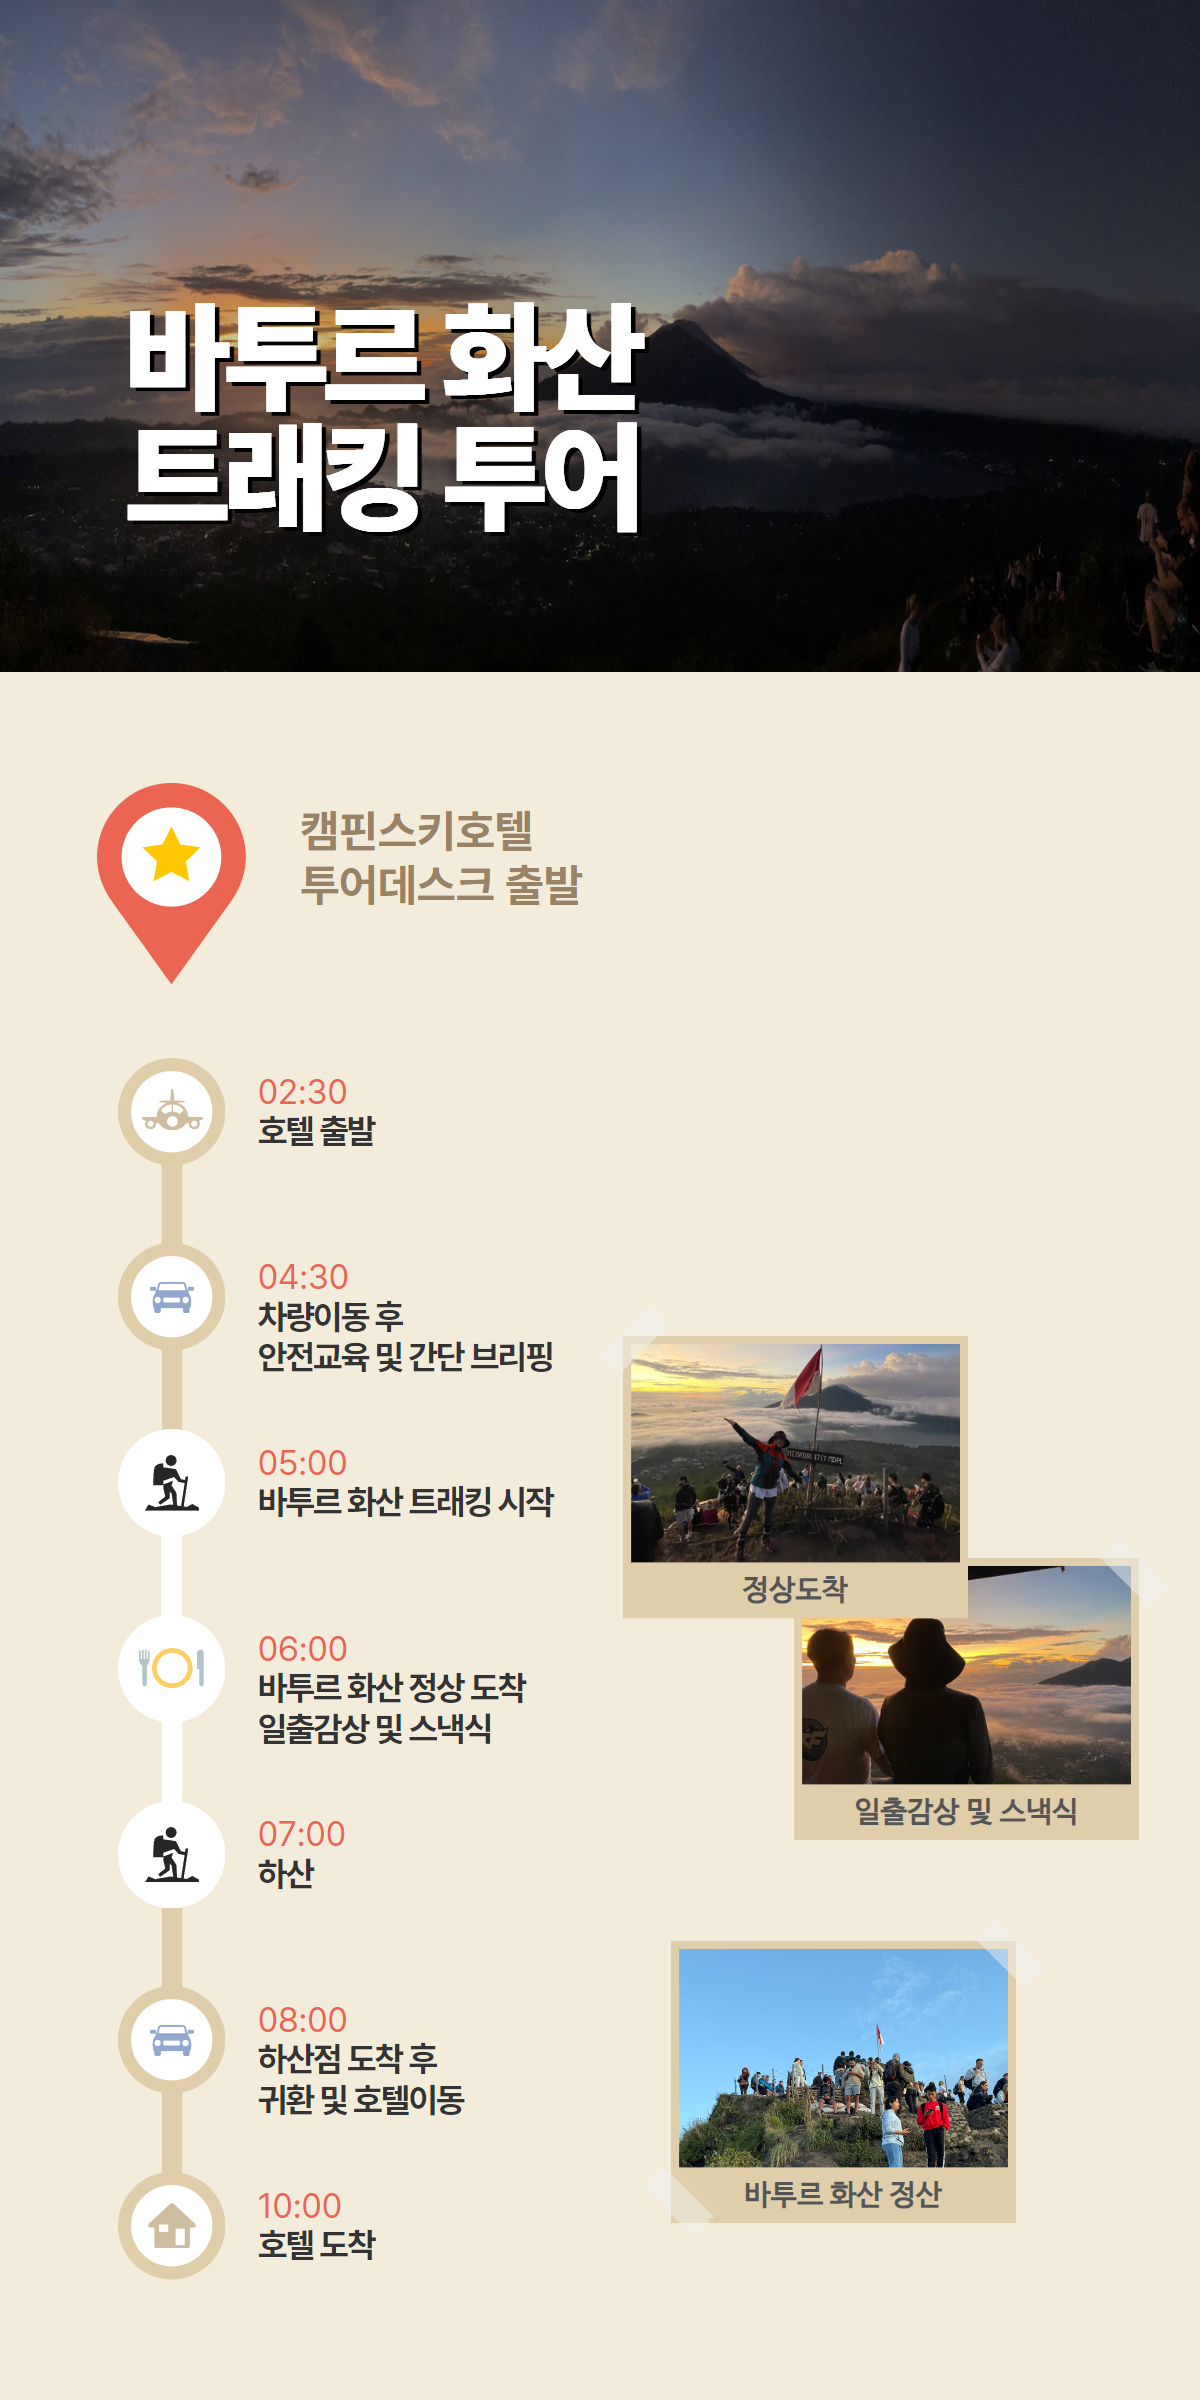 바투르 화산
트래킹 투어
캠핀스키호텔
투어데스크 출발
02:30
호텔 출발
04:30
차량이동 후
안전교육 및 간단 브리핑
05:00
바투르 화산 트래킹 시작
06:00
바투르 화산 정상 도착
일출감상 및 스낵식
07:00
하산
08:00
하산점 도착 후
귀환 및 호텔이동
10:00
호텔 도착
MT.BATUR 1717 MDPL
정상도착
일출감상 및 스낵식
바투르 화산 정산